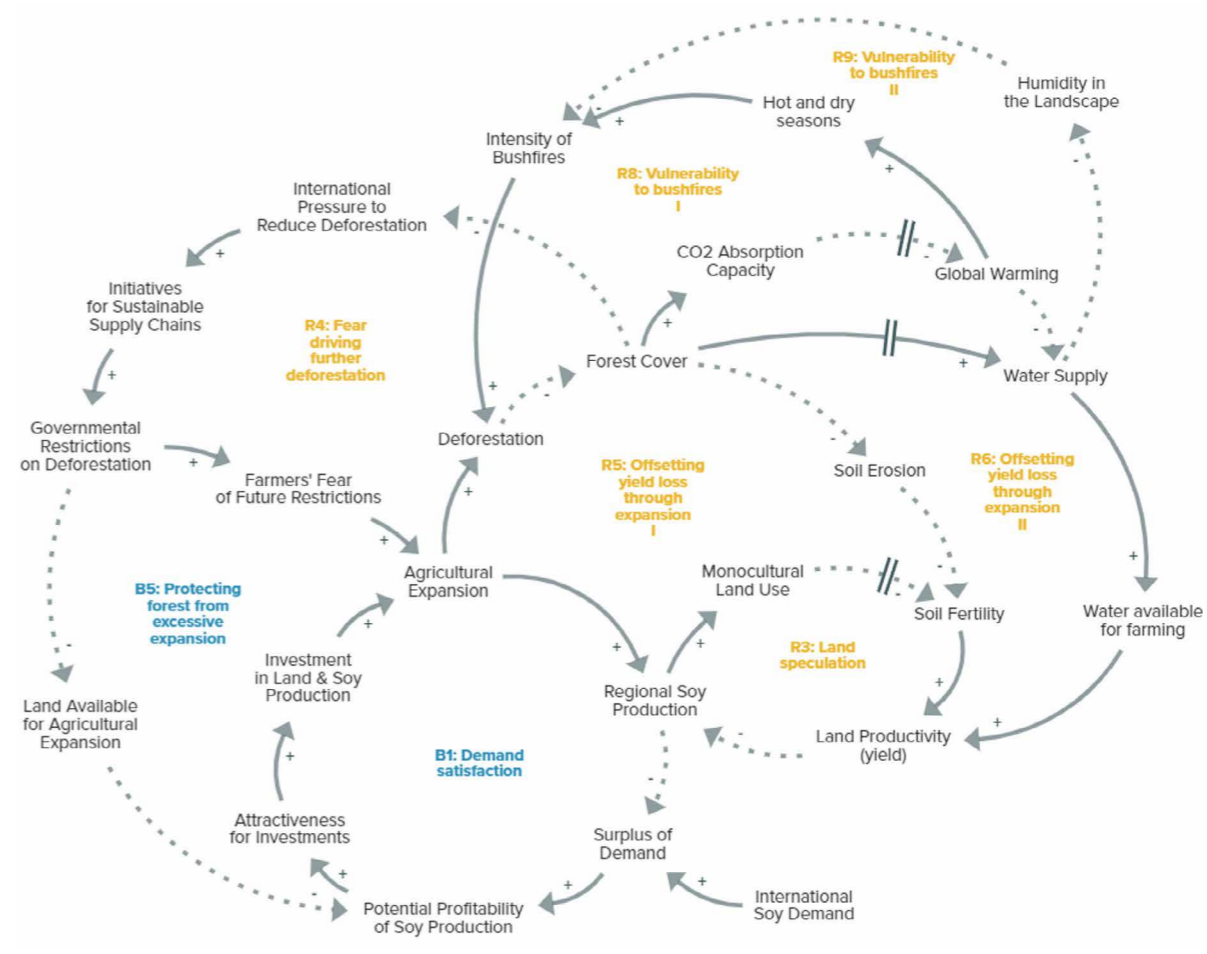 R9: Vulnerability
to bushfires
II
Humidity in
the Landscape
Hot and dry
seasons
-
+
Intensity of
Bushfires
-
+
R8: Vulnerability
to bushfires
I
International
Pressure to
Reduce Deforestation
-
+
CO2 Absorption
Capacity
-
Global Warming
Initiatives
for Sustainable
Supply Chains
R4: Fear
driving
further
deforestation
+
-
Forest Cover
+
Water Supply
+
+
-
Governmental
Restrictions
on Deforestation
+
Deforestation
-
Soil Erosion
R5: Offsetting
yield loss
through
expansion
I
R6: Offsetting
yield loss
through
expansion
II
Farmers' Fear
of Future Restrictions
+
+
+
-
Agricultural
Expansion
Monocultural
Land Use
-
Soil Fertility
B5: Protecting
forest from
excessive
expansion
Water available
for farming
+
+
+
-
R3: Land
speculation
Investment
in Land & Soy
Production
Regional Soy
Production
+
Land Available
for Agricultural
Expansion
+
-
Land Productivity
(yield)
+
B1: Demand
satisfaction
-
Attractiveness
for Investments
Surplus of
Demand
+
-
+
+
Potential Profitability
of Soy Production
International
Soy Demand